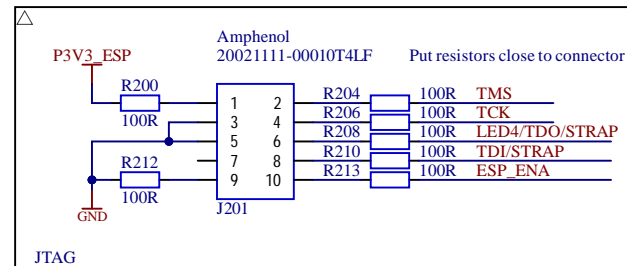 Amphenol
20021111-00010T4LF
Put resistors close to connector
P3V3_ESP
R200
100R
1 2
3 4
5 6
7 8
9 10
R204 100R TMS
R206 100R TCK
R208 100R LED4/TDO/STRAP
R210 100R TDI/STRAP
R213 100R ESP_ENA
R212
100R
GND
J201
JTAG